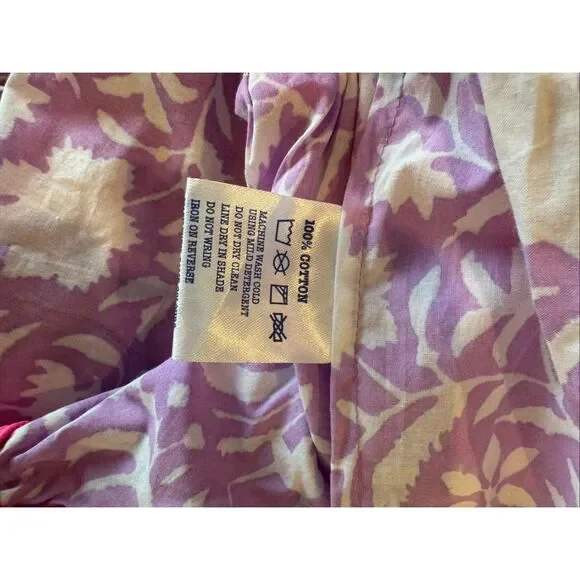 100% COTTON
MACHINE WASH COLD
USING MILD DETERGENT
DO NOT DRY CLEAN
LINE DRY IN SHADE
DO NOT WRING
IRON ON REVERSE